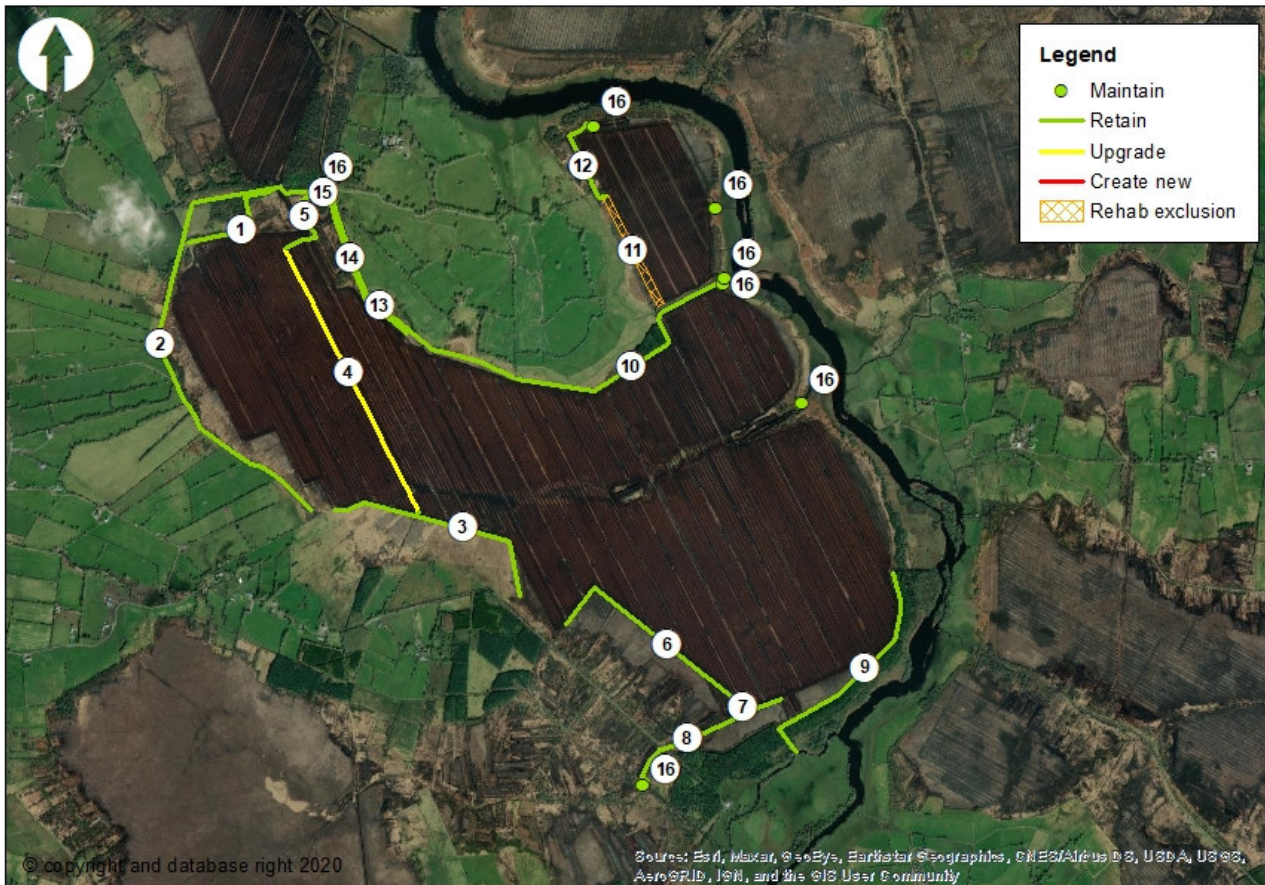 Legend
Maintain
Retain
Upgrade
Create new
Rehab exclusion
16
12
16
16
15
5
1
11
16
14
16
13
2
10
4
16
3
6
9
7
8
16
© copyright and database right 2020
Source: Esri, Maxar, GeoEye, Earthstar Geographics, CNES/Airbus DS, USDA, USGS,
AeroGRID, IGN, and the GIS User Community